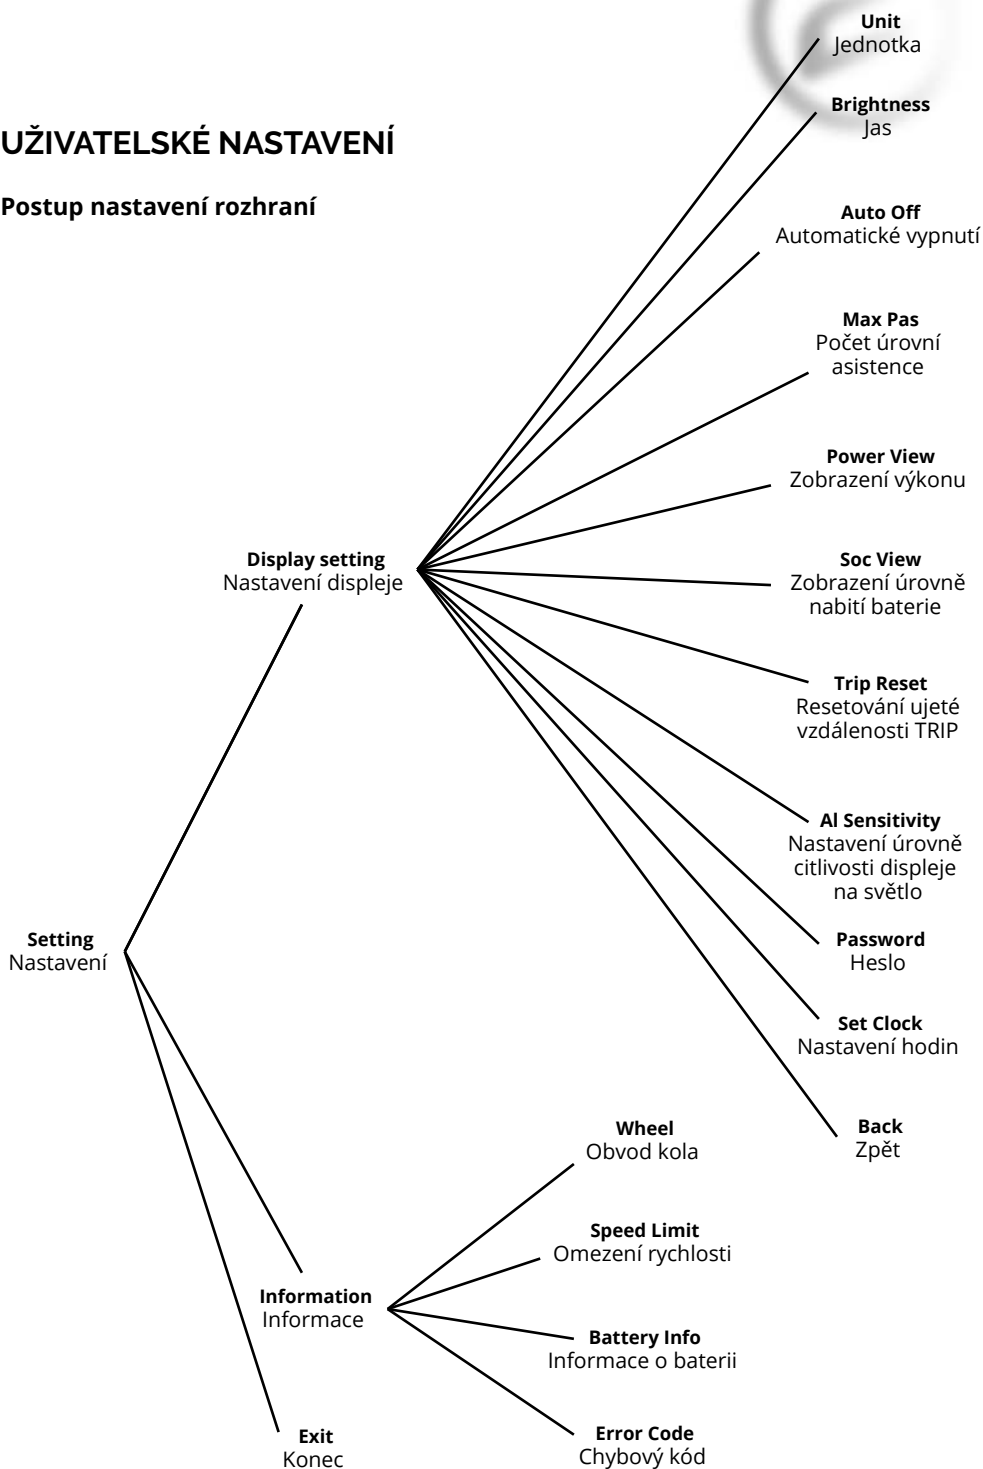 UŽIVATELSKÉ NASTAVENÍ
Postup nastavení rozhraní
Setting
Nastavení
Display setting
Nastavení displeje
Unit
Jednotka
Brightness
Jas
Auto Off
Automatické vypnutí
Max Pas
Počet úrovní
asistence
Power View
Zobrazení výkonu
Soc View
Zobrazení úrovně
nabití baterie
Trip Reset
Resetování ujeté
vzdálenosti TRIP
Al Sensitivity
Nastavení úrovně
citlivosti displeje
na světlo
Password
Heslo
Set Clock
Nastavení hodin
Back
Zpět
Information
Informace
Wheel
Obvod kola
Speed Limit
Omezení rychlosti
Battery Info
Informace o baterii
Error Code
Chybový kód
Exit
Konec